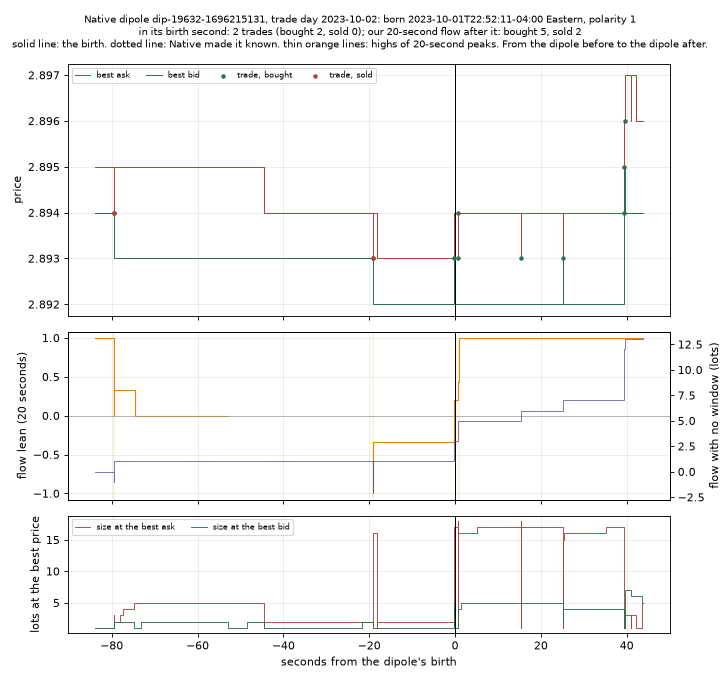 Native dipole dip-19632-1696215131, trade day 2023-10-02: born 2023-10-01T22:52:11-04:00 Eastern, polarity 1
in its birth second: 2 trades (bought 2, sold 0); our 20-second flow after it: bought 5, sold 2
solid line: the birth. dotted line: Native made it known. thin orange lines: highs of 20-second peaks. From the dipole before to the dipole after.
best ask
best bid
trade, bought
trade, sold
2.897
2.896
2.895
2.894
2.893
2.892
price
1.0
0.5
0.0
−0.5
−1.0
flow lean (20 seconds)
12.5
10.0
7.5
5.0
2.5
0.0
−2.5
flow with no window (lots)
size at the best ask
size at the best bid
15
10
5
lots at the best price
−80
−60
−40
−20
0
20
40
seconds from the dipole's birth